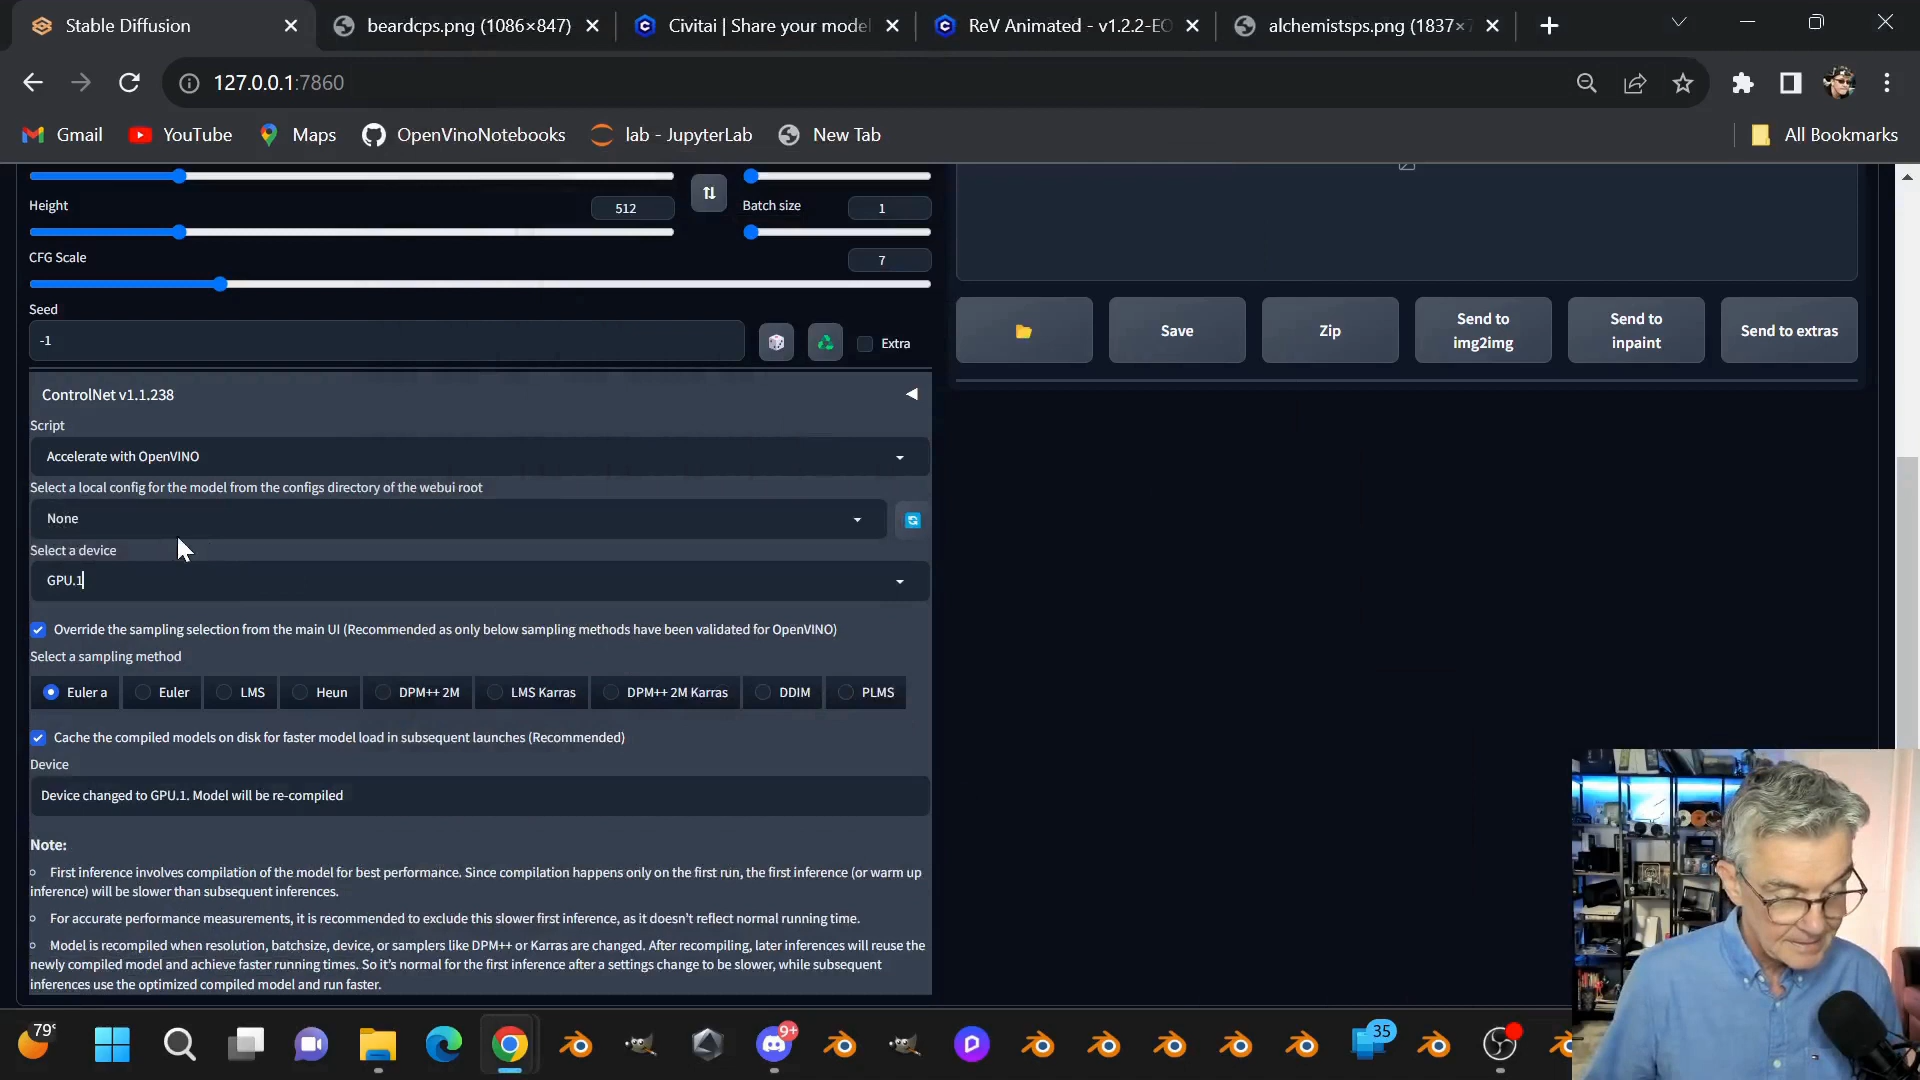 Stable Diffusion
beardcps.png (1086×847)
Civitai | Share your model
ReV Animated - v1.2.2-EO
alchemistsps.png (1837×7
127.0.0.1:7860
Gmail
YouTube
Maps
OpenVinoNotebooks
lab - JupyterLab
New Tab
All Bookmarks
Height
512
Batch size
1
CFG Scale
7
Seed
-1
Extra
Save
Zip
Send to
img2img
Send to
inpaint
Send to extras
ControlNet v1.1.238
Script
Accelerate with OpenVINO
Select a local config for the model from the configs directory of the webui root
None
Select a device
GPU.1
Override the sampling selection from the main UI (Recommended as only below sampling methods have been validated for OpenVINO)
Select a sampling method
Euler a
Euler
LMS
Heun
DPM++ 2M
LMS Karras
DPM++ 2M Karras
DDIM
PLMS
Cache the compiled models on disk for faster model load in subsequent launches (Recommended)
Device
Device changed to GPU.1. Model will be re-compiled
Note:
First inference involves compilation of the model for best performance. Since compilation happens only on the first run, the first inference (or warm up
inference) will be slower than subsequent inferences.
For accurate performance measurements, it is recommended to exclude this slower first inference, as it doesn't reflect normal running time.
Model is recompiled when resolution, batchsize, device, or samplers like DPM++ or Karras are changed. After recompiling, later inferences will reuse the
newly compiled model and achieve faster running times. So it's normal for the first inference after a settings change to be slower, while subsequent
inferences use the optimized compiled model and run faster.
79°
9+
35